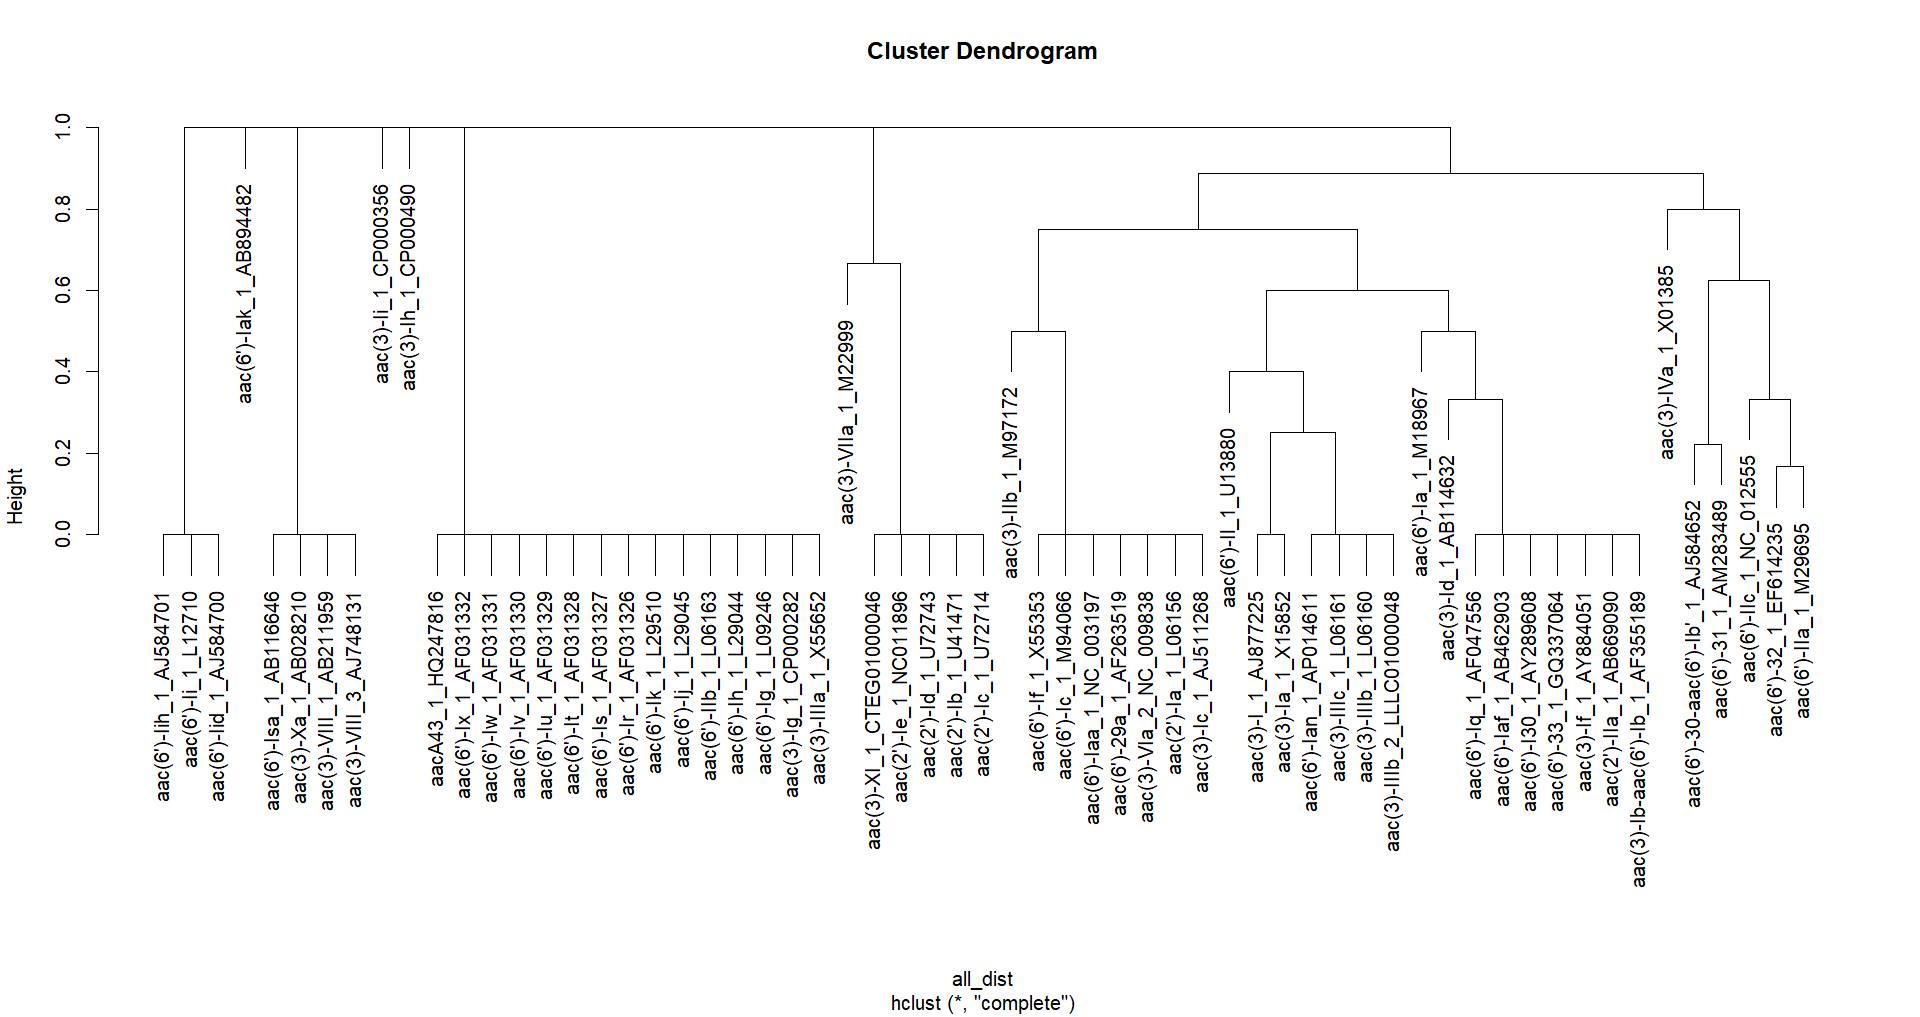 Cluster Dendrogram
Height
1.0
0.8
0.6
0.4
0.2
0.0
aac(6')-Iih_1_AJ584701
aac(6')-Ii_1_L12710
aac(6')-Iid_1_AJ584700
aac(6')-Iak_1_AB894482
aac(6')-Isa_1_AB116646
aac(3)-Xa_1_AB028210
aac(3)-VIII_1_AB211959
aac(3)-VIII_3_AJ748131
aac(3)-Ii_1_CP000356
aac(3)-Ih_1_CP000490
aacA43_1_HQ247816
aac(6')-Ix_1_AF031332
aac(6')-Iw_1_AF031331
aac(6')-Iv_1_AF031330
aac(6')-Iu_1_AF031329
aac(6')-It_1_AF031328
aac(6')-Is_1_AF031327
aac(6')-Ir_1_AF031326
aac(6')-Ik_1_L29510
aac(6')-Ij_1_L29045
aac(6')-IIb_1_L06163
aac(6')-Ih_1_L29044
aac(6')-Ig_1_L09246
aac(3)-Ig_1_CP000282
aac(3)-IIIa_1_X55652
aac(3)-VIIa_1_M22999
aac(3)-XI_1_CTEG01000046
aac(2')-Ie_1_NC011896
aac(2')-Id_1_U72743
aac(2')-Ib_1_U41471
aac(2')-Ic_1_U72714
aac(3)-IIb_1_M97172
aac(6')-If_1_X55353
aac(6')-Ic_1_M94066
aac(6')-Iaa_1_NC_003197
aac(6')-29a_1_AF263519
aac(3)-VIa_2_NC_009838
aac(2')-Ia_1_L06156
aac(3)-Ic_1_AJ511268
aac(6')-Il_1_U13880
aac(3)-I_1_AJ877225
aac(3)-Ia_1_X15852
aac(6')-Ian_1_AP014611
aac(3)-IIIc_1_L06161
aac(3)-IIIb_1_L06160
aac(3)-IIIb_2_LLLC01000048
aac(6')-Ia_1_M18967
aac(3)-Id_1_AB114632
aac(6')-Iq_1_AF047556
aac(6')-Iaf_1_AB462903
aac(6')-I30_1_AY289608
aac(6')-33_1_GQ337064
aac(3)-If_1_AY884051
aac(2')-IIa_1_AB669090
aac(3)-Ib-aac(6')-Ib_1_AF355189
aac(3)-IVa_1_X01385
aac(6')-30-aac(6')-Ib'_1_AJ584652
aac(6')-31_1_AM283489
aac(6')-IIc_1_NC_012555
aac(6')-32_1_EF614235
aac(6')-IIa_1_M29695
all_dist
hclust (*, "complete")